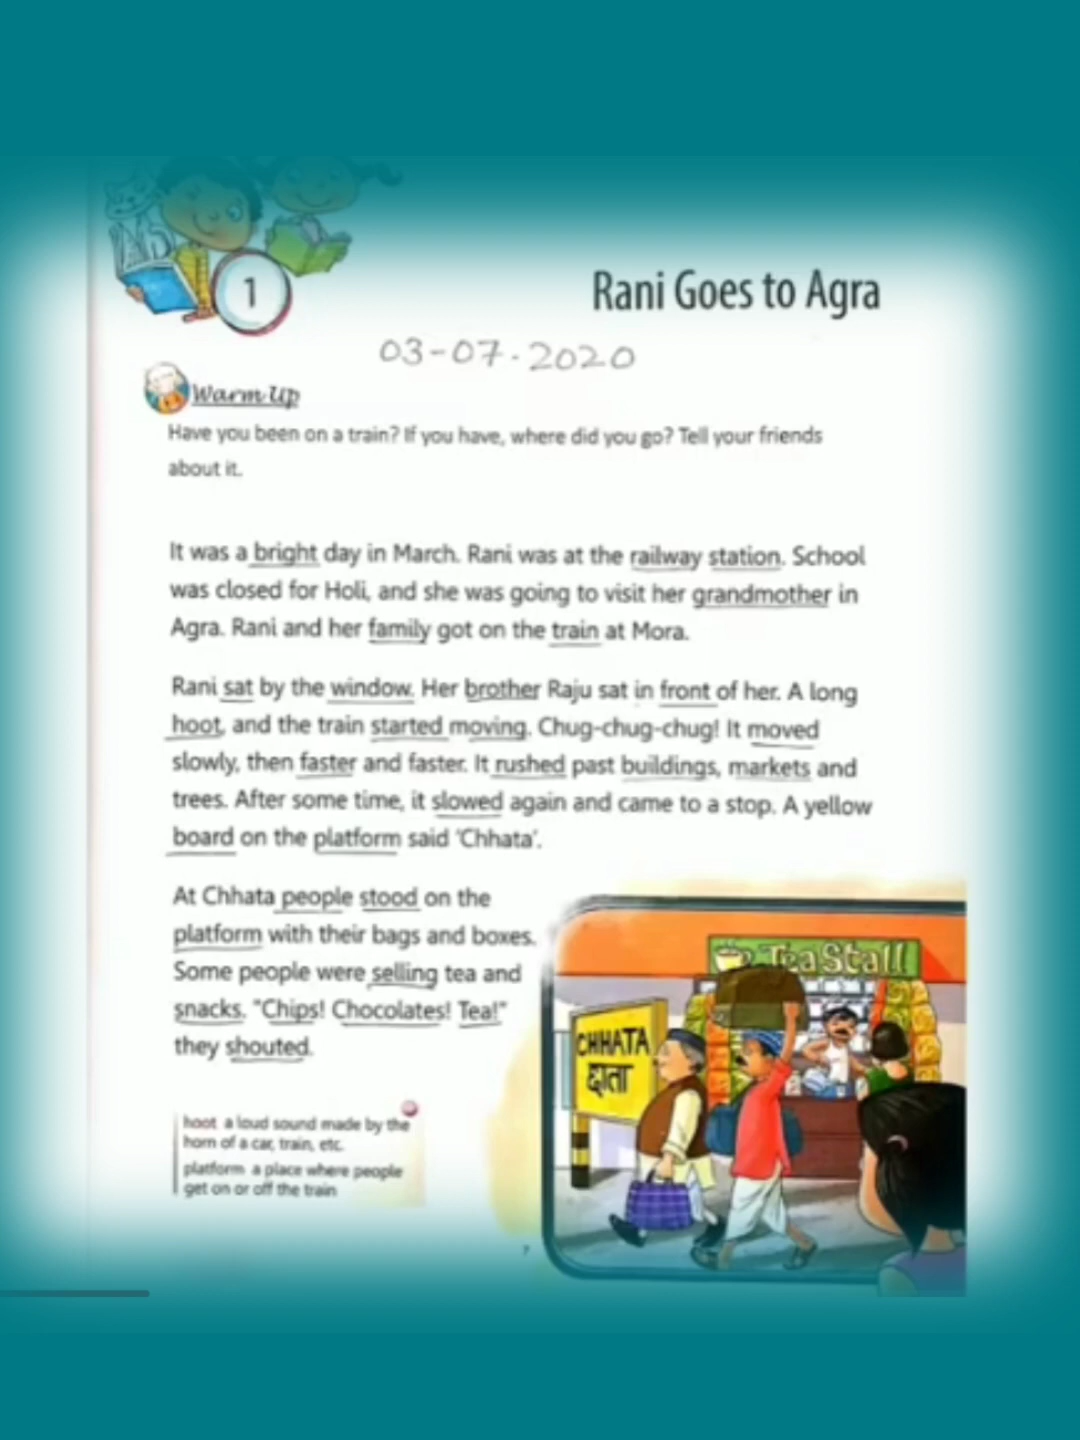 1
Rani Goes to Agra
03-07-2020
Warm-Up
Have you been on a train? If you have, where did you go? Tell your friends
about it.
It was a bright day in March. Rani was at the railway station. School
was closed for Holi, and she was going to visit her grandmother in
Agra. Rani and her family got on the train at Mora.
Rani sat by the window. Her brother Raju sat in front of her. A long
hoot, and the train started moving. Chug-chug-chug! It moved
slowly, then faster and faster. It rushed past buildings, markets and
trees. After some time, it slowed again and came to a stop. A yellow
board on the platform said 'Chhata'.
At Chhata people stood on the
platform with their bags and boxes.
Some people were selling tea and
snacks. "Chips! Chocolates! Tea!"
they shouted.
Tea Stall
CHHATA
छाता
hoot a loud sound made by the
horn of a car, train, etc.
platform a place where people
get on or off the train
7